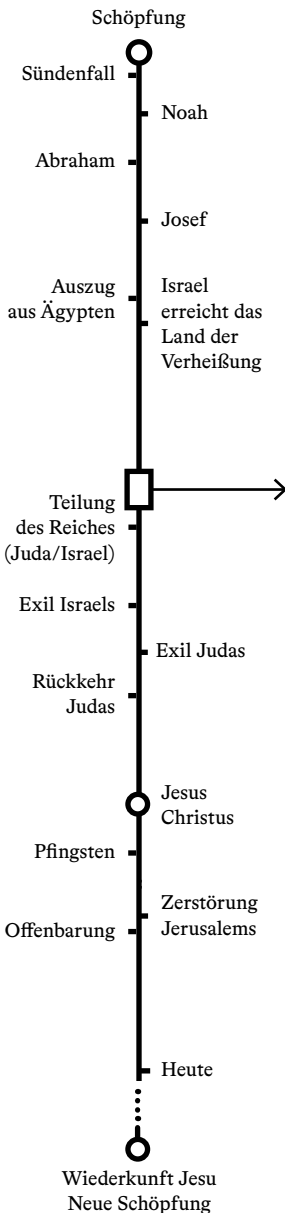 Schöpfung
Sündenfall
Noah
Abraham
Josef
Auszug
aus Ägypten
Israel
erreicht das
Land der
Verheißung
Teilung
des Reiches
(Juda/Israel)
Exil Israels
Exil Judas
Rückkehr
Judas
Jesus
Christus
Pfingsten
Zerstörung
Jerusalems
Offenbarung
Heute
Wiederkunft Jesu
Neue Schöpfung